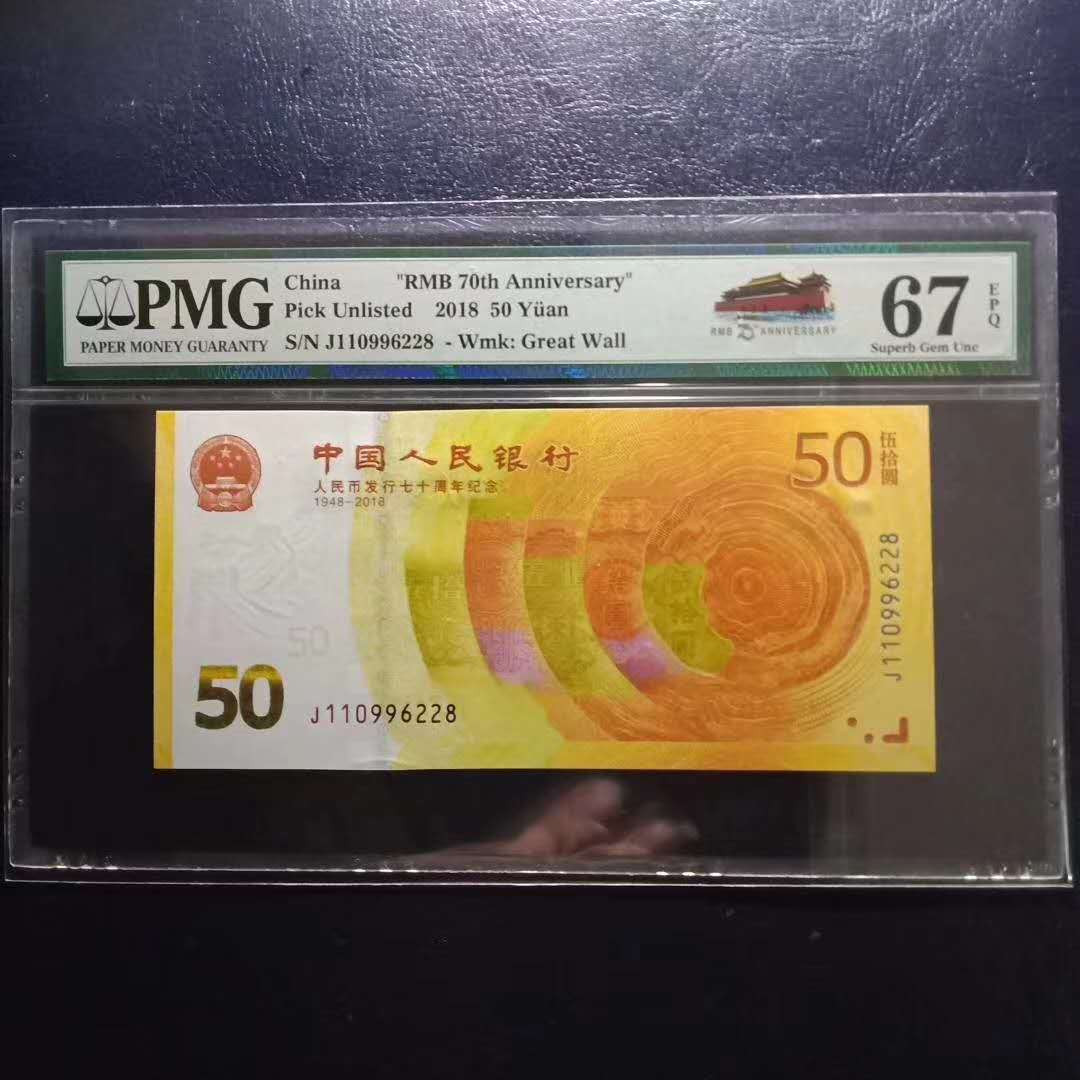 PMG
PAPER MONEY GUARANTY
China "RMB 70th Anniversary"
Pick Unlisted 2018 50 Yüan
S/N J110996228 - Wmk: Great Wall
RMB 70th ANNIVERSARY
67
EPQ
Superb Gem Unc
中国人民银行
人民币发行七十周年纪念
1948-2018
50
伍拾圆
J110996228
50
50
J110996228